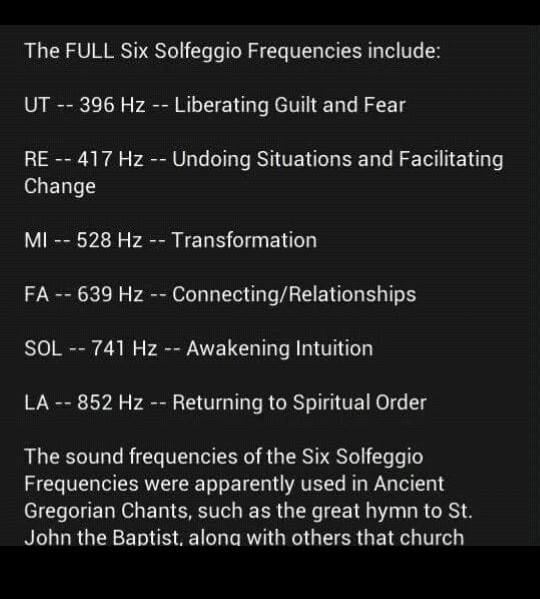 The FULL Six Solfeggio Frequencies include:
UT -- 396 Hz -- Liberating Guilt and Fear
RE -- 417 Hz -- Undoing Situations and Facilitating
Change
MI -- 528 Hz -- Transformation
FA -- 639 Hz -- Connecting/Relationships
SOL -- 741 Hz -- Awakening Intuition
LA -- 852 Hz -- Returning to Spiritual Order
The sound frequencies of the Six Solfeggio
Frequencies were apparently used in Ancient
Gregorian Chants, such as the great hymn to St.
John the Baptist, along with others that church